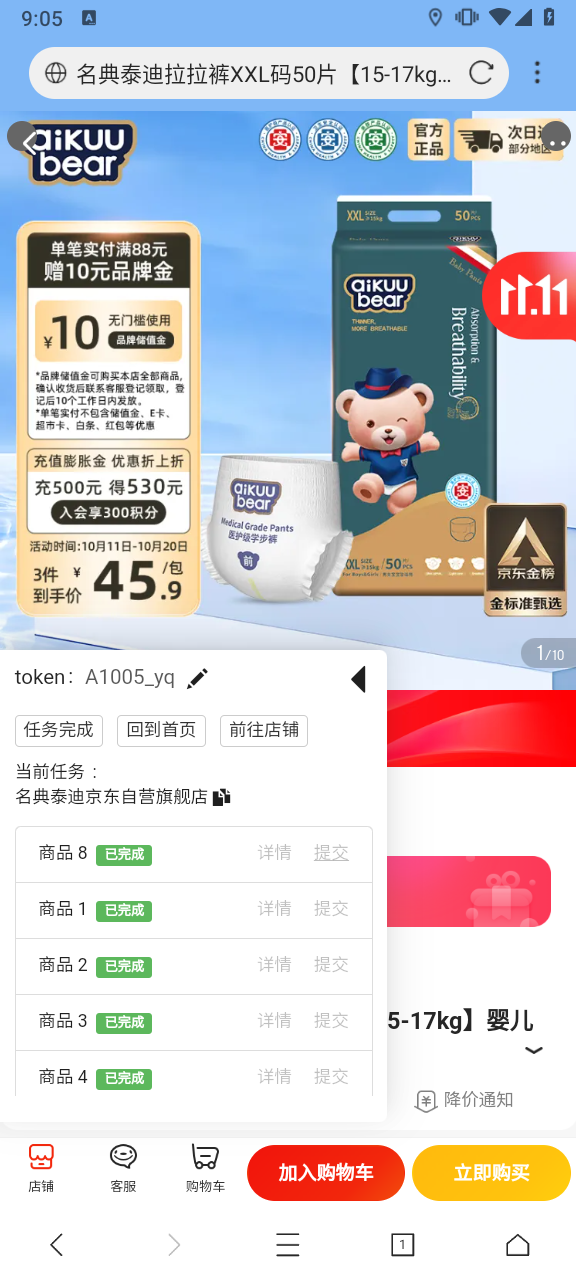 9:05
A
名典泰迪拉拉裤XXL码50片【15-17kg...
aiKUU
bear
官方
正品
次日
部分地区
单笔实付满88元
赠10元品牌金
¥10 无门槛使用
品牌储值金
*品牌储值金可购买本店全部商品,
确认收货后联系客服登记领取，登
记后10个工作日内发放。
*单笔实付不包含储值金、E卡、
超市卡、白条、红包等优惠
充值膨胀金 优惠折上折
充500元 得530元
入会享300积分
活动时间:10月11日-10月20日
3件
到手价
¥45.9/包
XXL SIZE ≥15kg
50 PCS
Baby Pants
aiKUU
bear
THINNER,
MORE BREATHABLE
Absorption &
Breathability
11.11
aiKUU
bear
Medical Grade Pants
医护级学步裤
前
XXL SIZE ≥15kg / 50 PCS
京东金榜
金标准甄选
1/10
token: A1005_yq
任务完成 回到首页 前往店铺
当前任务 :
名典泰迪京东自营旗舰店
商品 8 已完成 详情 提交
商品 1 已完成 详情 提交
商品 2 已完成 详情 提交
商品 3 已完成 详情 提交
商品 4 已完成 详情 提交
5-17kg】婴儿
降价通知
店铺
客服
购物车
加入购物车
立即购买
1